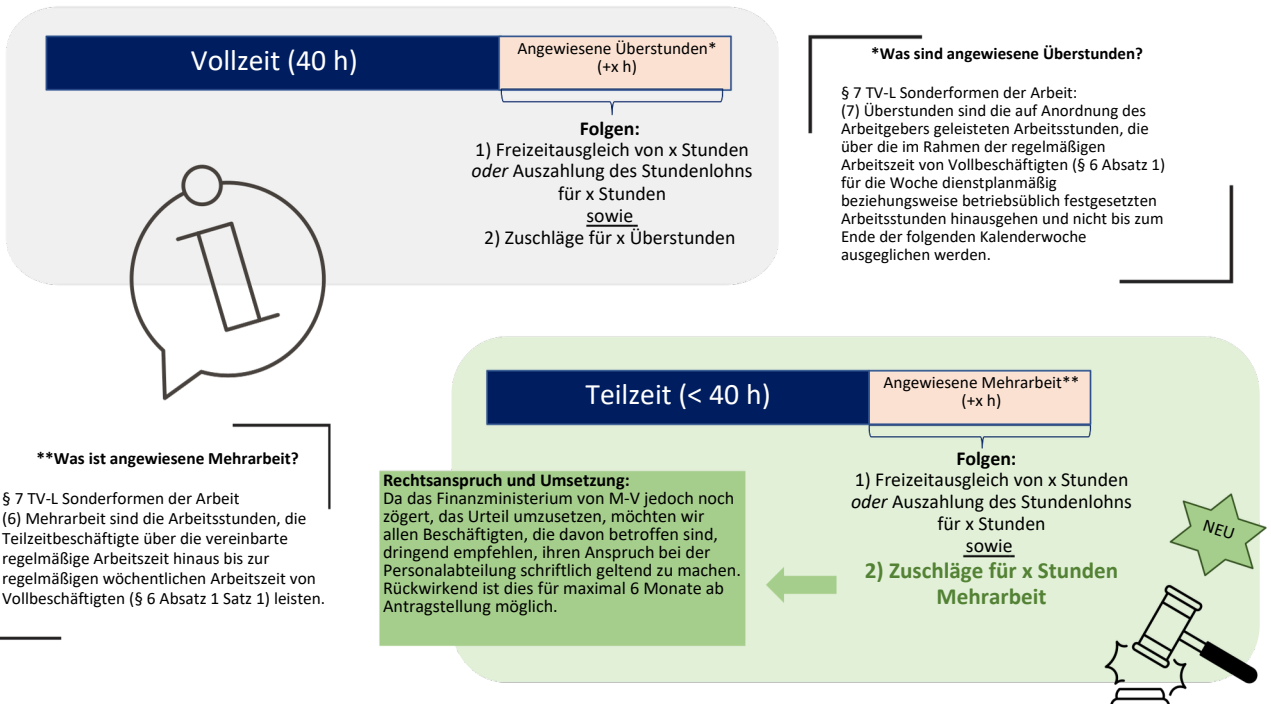 Vollzeit (40 h)
Angewiesene Überstunden*
(+x h)
Folgen:
1) Freizeitausgleich von x Stunden
oder Auszahlung des Stundenlohns
für x Stunden
sowie
2) Zuschläge für x Überstunden
*Was sind angewiesene Überstunden?
§ 7 TV-L Sonderformen der Arbeit:
(7) Überstunden sind die auf Anordnung des
Arbeitgebers geleisteten Arbeitsstunden, die
über die im Rahmen der regelmäßigen
Arbeitszeit von Vollbeschäftigten (§ 6 Absatz 1)
für die Woche dienstplanmäßig
beziehungsweise betriebsüblich festgesetzten
Arbeitsstunden hinausgehen und nicht bis zum
Ende der folgenden Kalenderwoche
ausgeglichen werden.
Teilzeit (< 40 h)
Angewiesene Mehrarbeit**
(+x h)
Folgen:
1) Freizeitausgleich von x Stunden
oder Auszahlung des Stundenlohns
für x Stunden
sowie
2) Zuschläge für x Stunden
Mehrarbeit
NEU
Rechtsanspruch und Umsetzung:
Da das Finanzministerium von M-V jedoch noch
zögert, das Urteil umzusetzen, möchten wir
allen Beschäftigten, die davon betroffen sind,
dringend empfehlen, ihren Anspruch bei der
Personalabteilung schriftlich geltend zu machen.
Rückwirkend ist dies für maximal 6 Monate ab
Antragstellung möglich.
**Was ist angewiesene Mehrarbeit?
§ 7 TV-L Sonderformen der Arbeit
(6) Mehrarbeit sind die Arbeitsstunden, die
Teilzeitbeschäftigte über die vereinbarte
regelmäßige Arbeitszeit hinaus bis zur
regelmäßigen wöchentlichen Arbeitszeit von
Vollbeschäftigten (§ 6 Absatz 1 Satz 1) leisten.